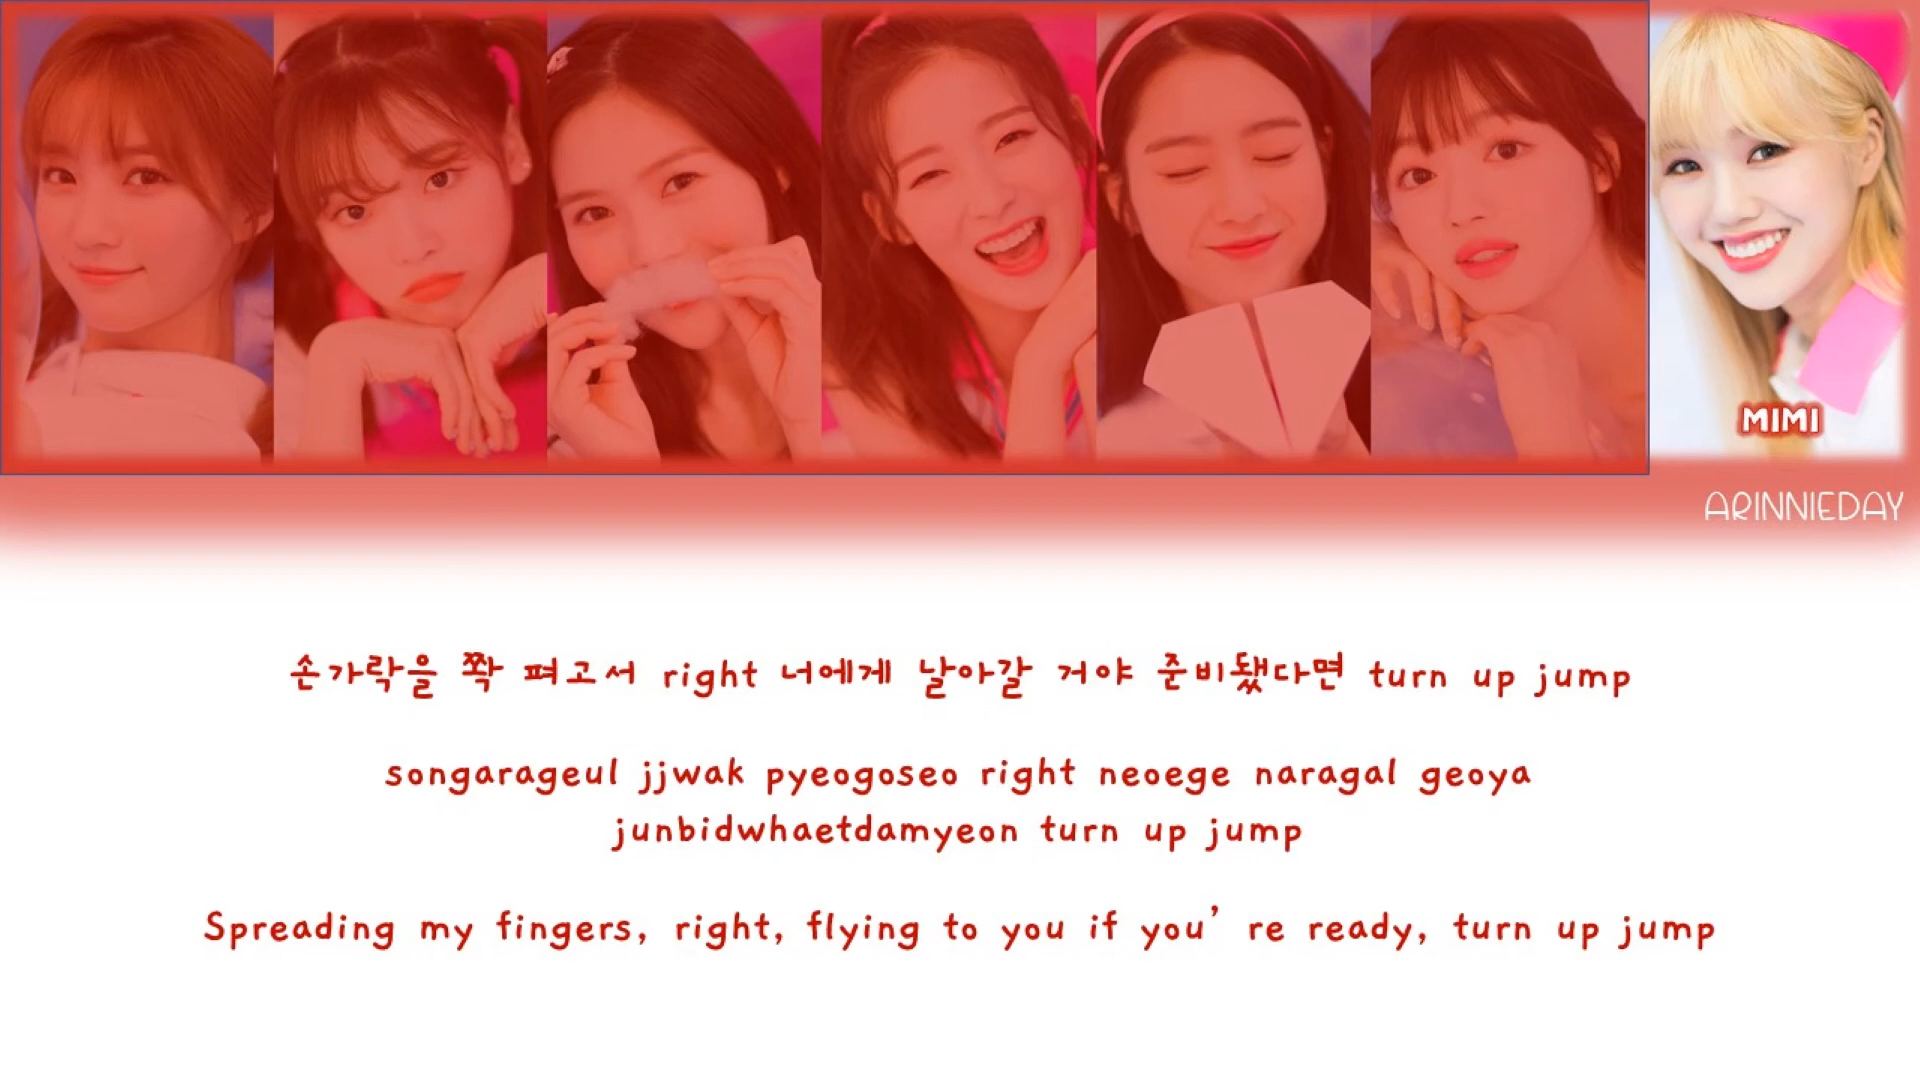 MIMI
ARINNIEDAY
손가락을 쫙 펴고서 right 너에게 날아갈 거야 준비됐다면 turn up jump
songarageul jjwak pyeogoseo right neoege naragal geoya
junbidwhaetdamyeon turn up jump
Spreading my fingers, right, flying to you if you’ re ready, turn up jump